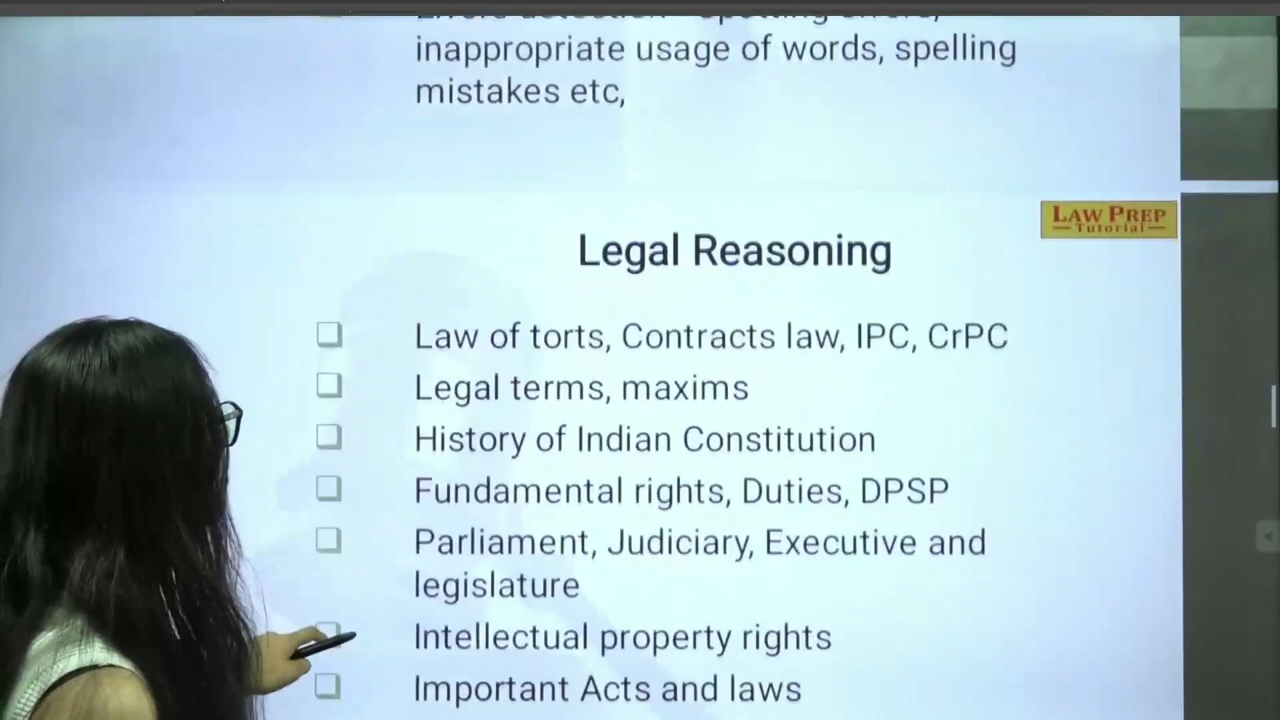 inappropriate usage of words, spelling
mistakes etc,
LAW PREP
Tutorial
Legal Reasoning
Law of torts, Contracts law, IPC, CrPC
Legal terms, maxims
History of Indian Constitution
Fundamental rights, Duties, DPSP
Parliament, Judiciary, Executive and
legislature
Intellectual property rights
Important Acts and laws